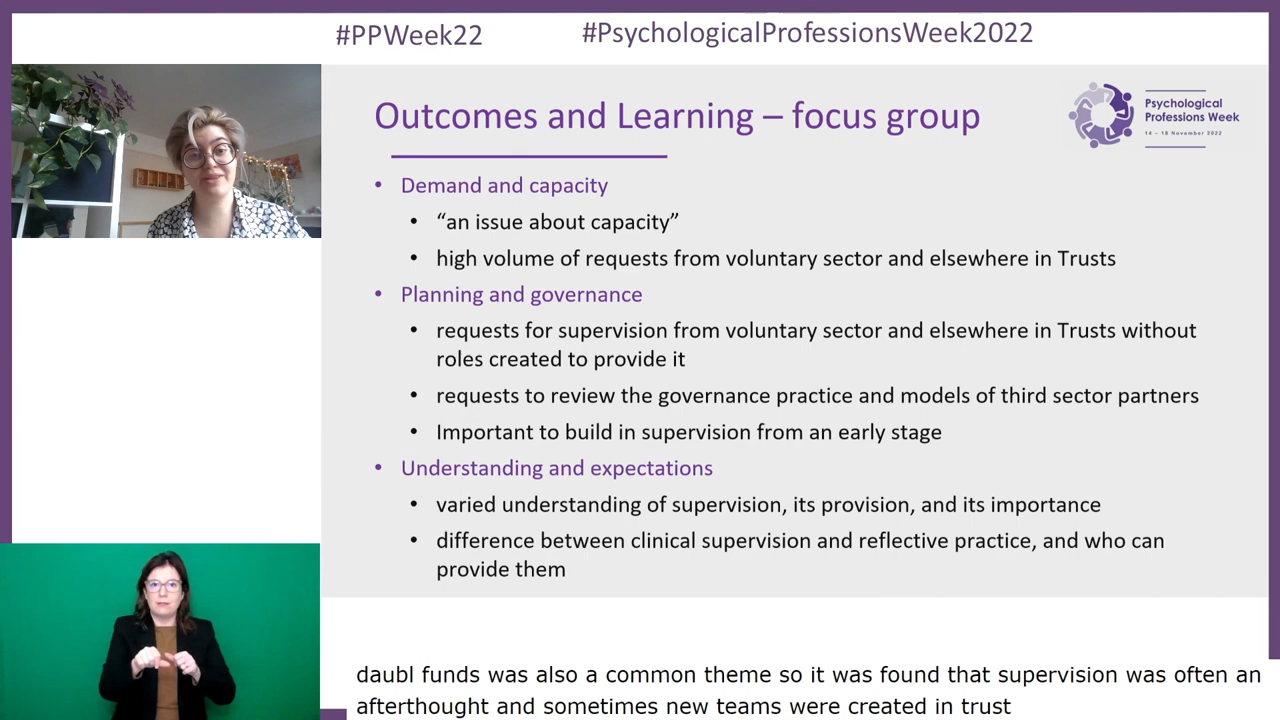 #PPWeek22
#PsychologicalProfessionsWeek2022
Outcomes and Learning – focus group
Psychological
Professions Week
14 – 18 November 2022
• Demand and capacity
• “an issue about capacity”
• high volume of requests from voluntary sector and elsewhere in Trusts
• Planning and governance
• requests for supervision from voluntary sector and elsewhere in Trusts without
roles created to provide it
• requests to review the governance practice and models of third sector partners
• Important to build in supervision from an early stage
• Understanding and expectations
• varied understanding of supervision, its provision, and its importance
• difference between clinical supervision and reflective practice, and who can
provide them
daubl funds was also a common theme so it was found that supervision was often an
afterthought and sometimes new teams were created in trust